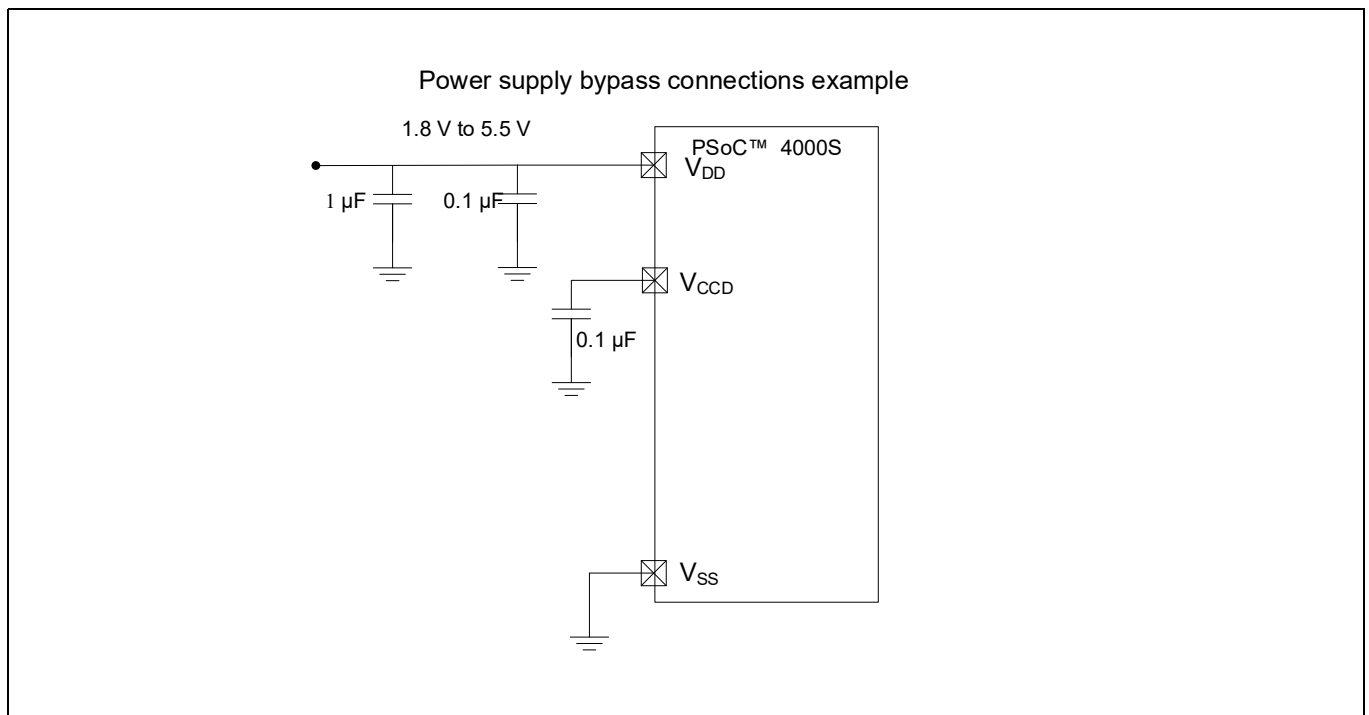 Power supply bypass connections example
1.8 V to 5.5 V
PSoC™ 4000S
VDD
1 µF
0.1 µF
VCCD
0.1 µF
VSS